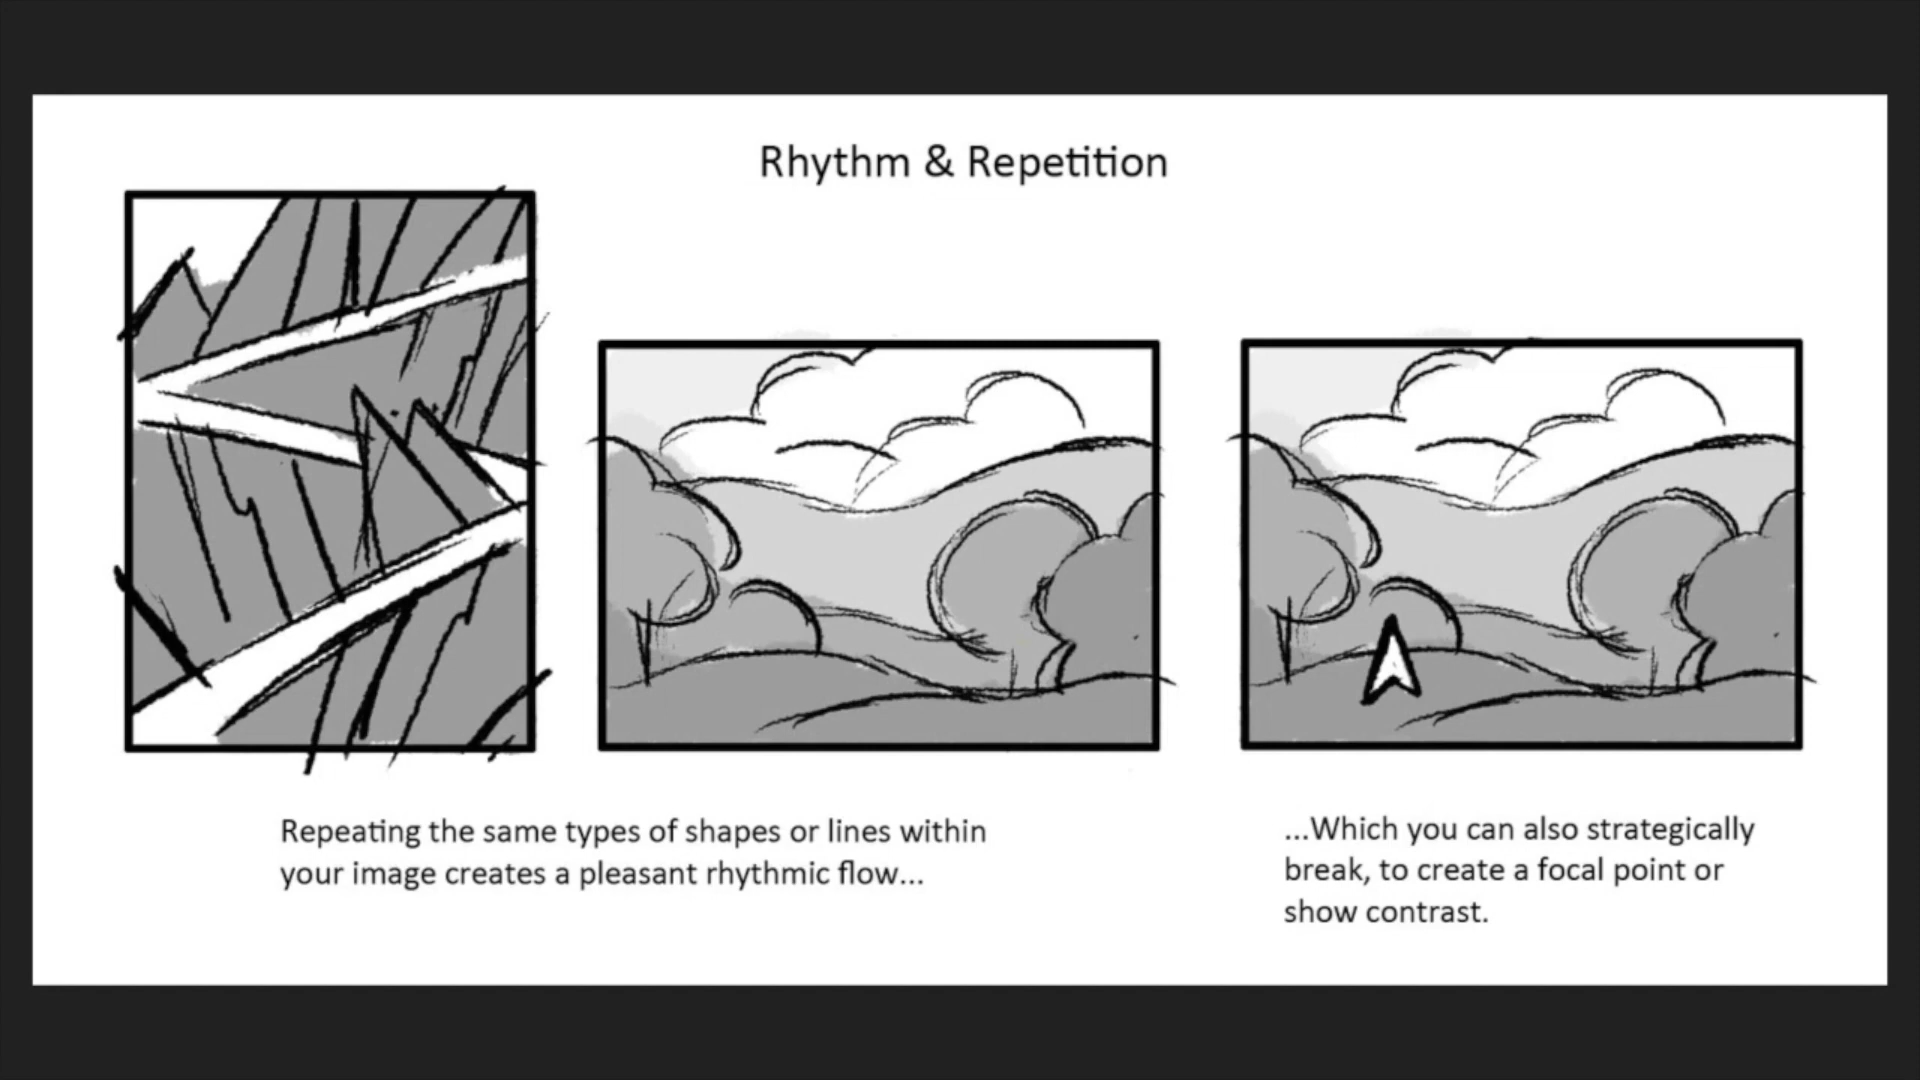 Rhythm & Repetition
Repeating the same types of shapes or lines within
your image creates a pleasant rhythmic flow...
...Which you can also strategically
break, to create a focal point or
show contrast.